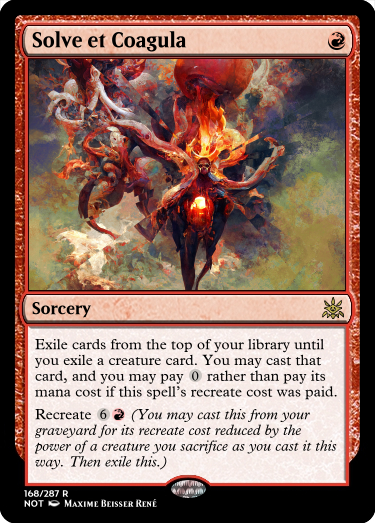 Solve et Coagula
Sorcery
Exile cards from the top of your library until
you exile a creature card. You may cast that
card, and you may pay 0 rather than pay its
mana cost if this spell's recreate cost was paid.
Recreate 6 (You may cast this from your
graveyard for its recreate cost reduced by the
power of a creature you sacrifice as you cast it this
way. Then exile this.)
168/287 R
NOT Maxime Beisser René